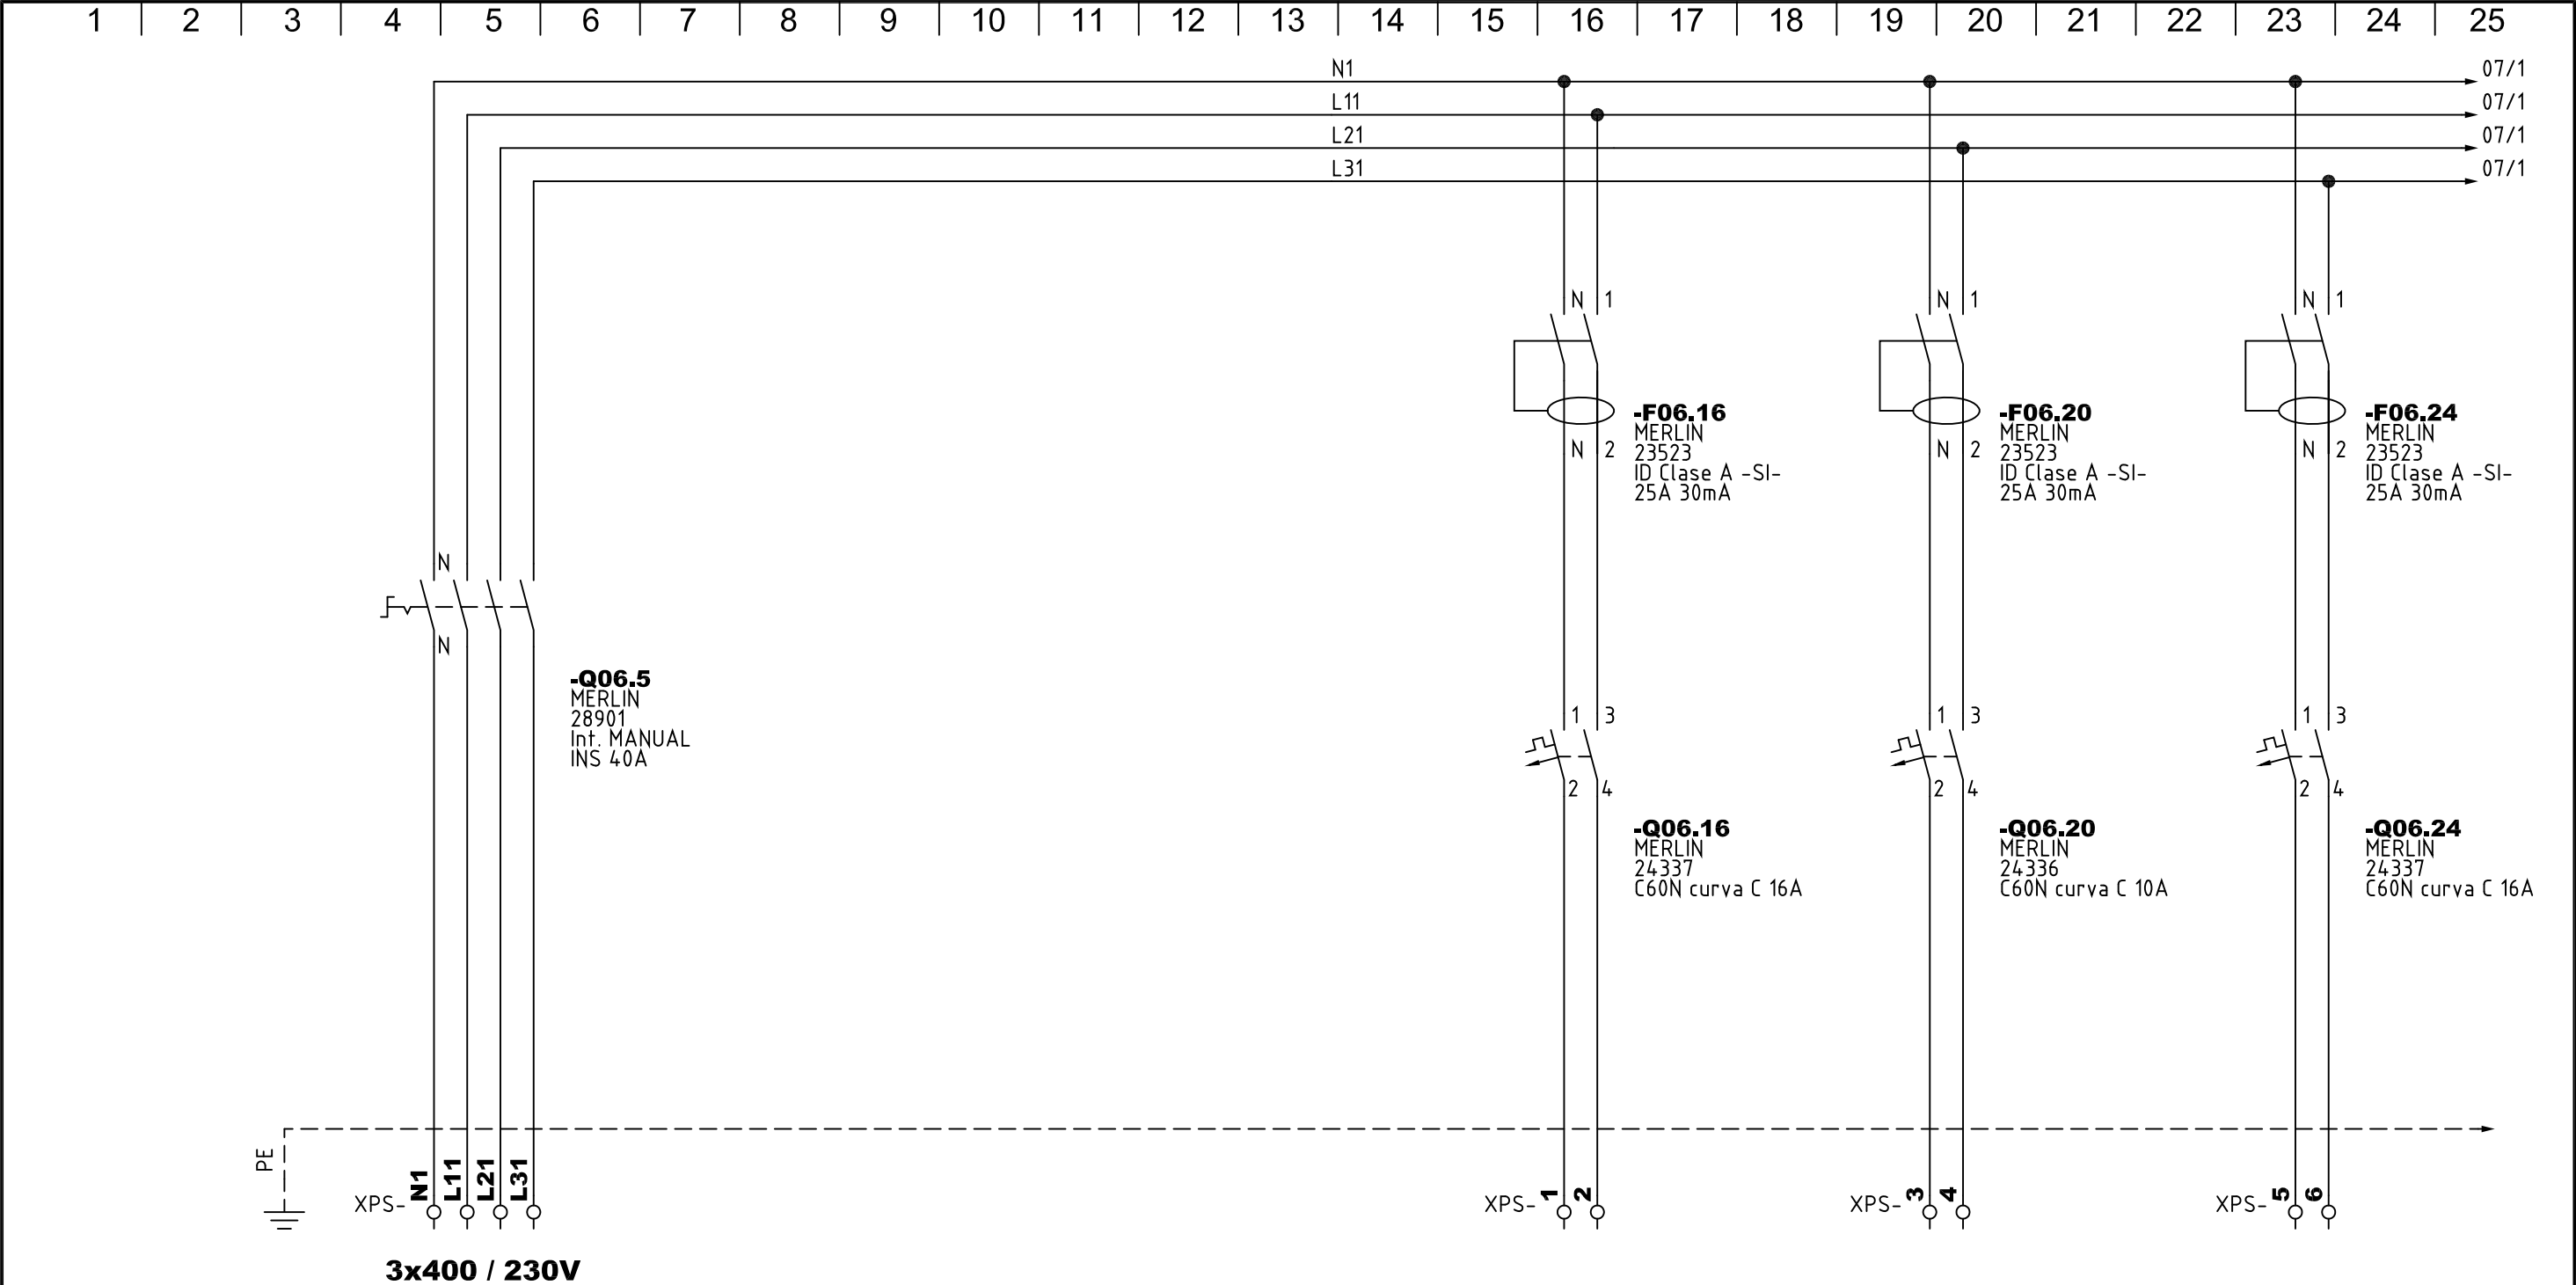 1 2 3 4 5 6 7 8 9 10 11 12 13 14 15 16 17 18 19 20 21 22 23 24 25
N1 07/1
L11 07/1
L21 07/1
L31 07/1
N 1
N 1
N 1
-F06.16
MERLIN
23523
ID Clase A -SI-
25A 30mA
N 2
-F06.20
MERLIN
23523
ID Clase A -SI-
25A 30mA
N 2
-F06.24
MERLIN
23523
ID Clase A -SI-
25A 30mA
N 2
N
N
-Q06.5
MERLIN
28901
Int. MANUAL
INS 40A
1 3
2 4
-Q06.16
MERLIN
24337
C60N curva C 16A
1 3
2 4
-Q06.20
MERLIN
24336
C60N curva C 10A
1 3
2 4
-Q06.24
MERLIN
24337
C60N curva C 16A
PE
XPS- N1 L11 L21 L31
XPS- 1 2
XPS- 3 4
XPS- 5 6
3x400 / 230V